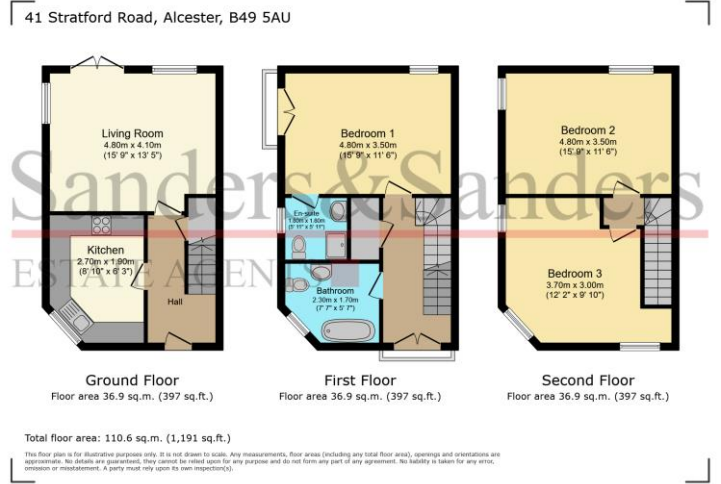 41 Stratford Road, Alcester, B49 5AU
Living Room
4.80m x 4.10m
(15' 9" x 13' 5")
Kitchen
2.70m x 1.90m
(8' 10" x 6' 3")
Hall
Ground Floor
Floor area 36.9 sq.m. (397 sq.ft.)
Bedroom 1
4.80m x 3.50m
(15' 9" x 11' 6")
En-suite
1.80m x 1.80m
(5' 11" x 5' 11")
Bathroom
2.30m x 1.70m
(7' 7" x 5' 7")
First Floor
Floor area 36.9 sq.m. (397 sq.ft.)
Bedroom 2
4.80m x 3.50m
(15' 9" x 11' 6")
Bedroom 3
3.70m x 3.00m
(12' 2" x 9' 10")
Second Floor
Floor area 36.9 sq.m. (397 sq.ft.)
Sanders&Sanders
ESTATE AGENTS
Total floor area: 110.6 sq.m. (1,191 sq.ft.)
This floor plan is for illustrative purposes only. It is not drawn to scale. Any measurements, floor areas (including any total floor area), openings and orientations are
approximate. No details are guaranteed, they cannot be relied upon for any purpose and do not form any part of any agreement. No liability is taken for any error,
omission or misstatement. A party must rely upon its own inspection(s).